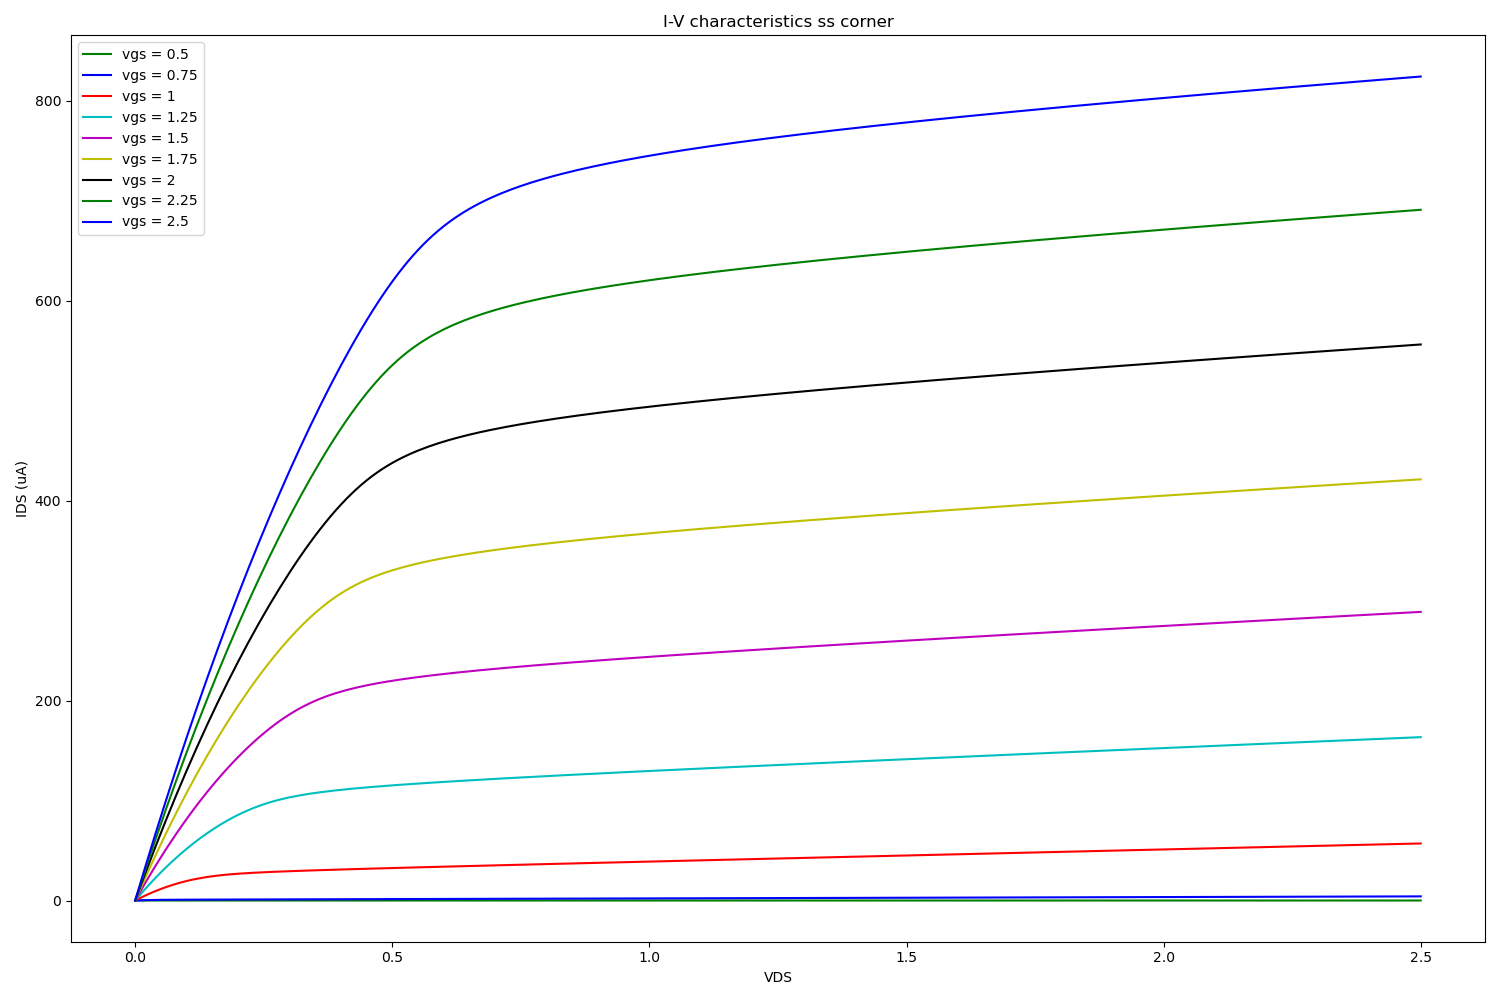 I-V characteristics ss corner
vgs = 0.5
vgs = 0.75
vgs = 1
vgs = 1.25
vgs = 1.5
vgs = 1.75
vgs = 2
vgs = 2.25
vgs = 2.5
800
600
400
200
0
IDS (uA)
0.0 0.5 1.0 1.5 2.0 2.5
VDS